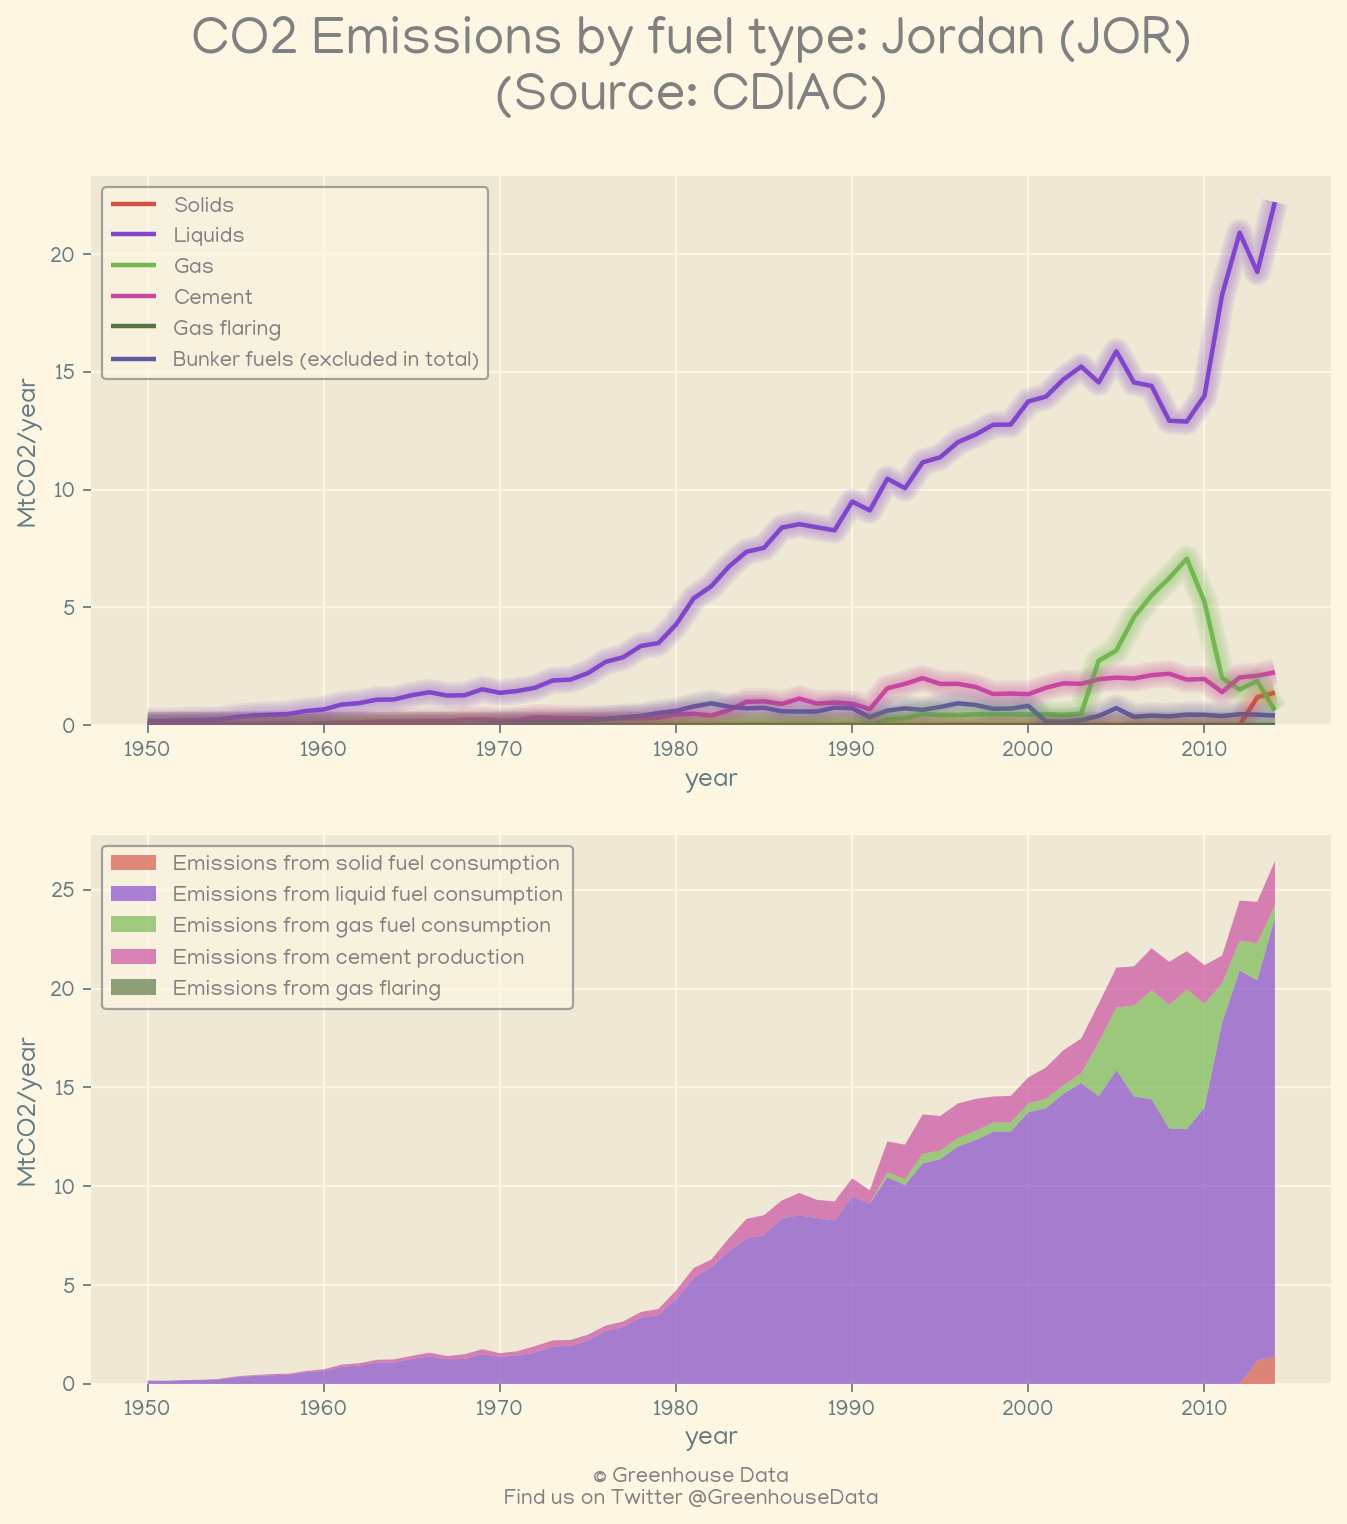 CO2 Emissions by fuel type: Jordan (JOR)
(Source: CDIAC)
Solids
Liquids
Gas
Cement
Gas flaring
Bunker fuels (excluded in total)
MtCO2/year
20
15
10
5
0
1950 1960 1970 1980 1990 2000 2010
year
Emissions from solid fuel consumption
Emissions from liquid fuel consumption
Emissions from gas fuel consumption
Emissions from cement production
Emissions from gas flaring
MtCO2/year
25
20
15
10
5
0
1950 1960 1970 1980 1990 2000 2010
year
© Greenhouse Data
Find us on Twitter @GreenhouseData